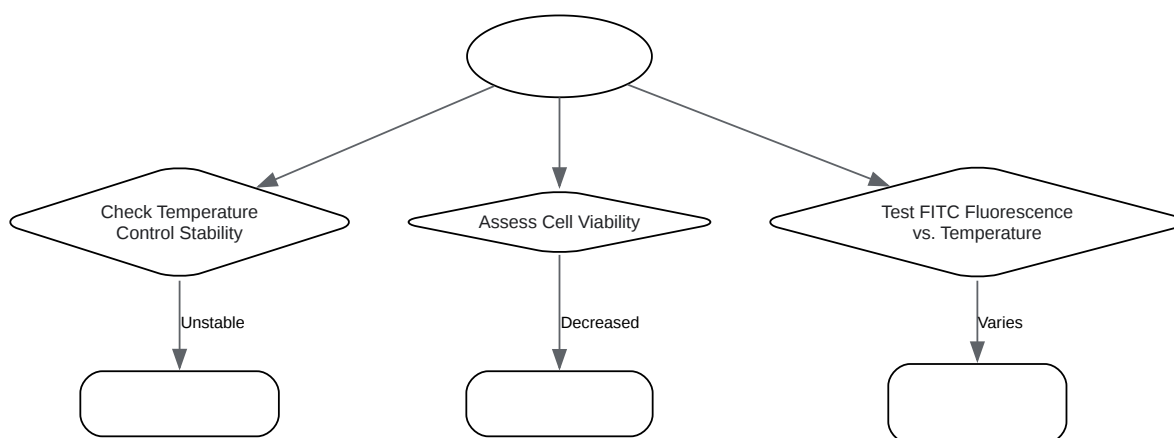 Check Temperature
Control Stability
Assess Cell Viability
Test FITC Fluorescence
vs. Temperature
Unstable
Decreased
Varies